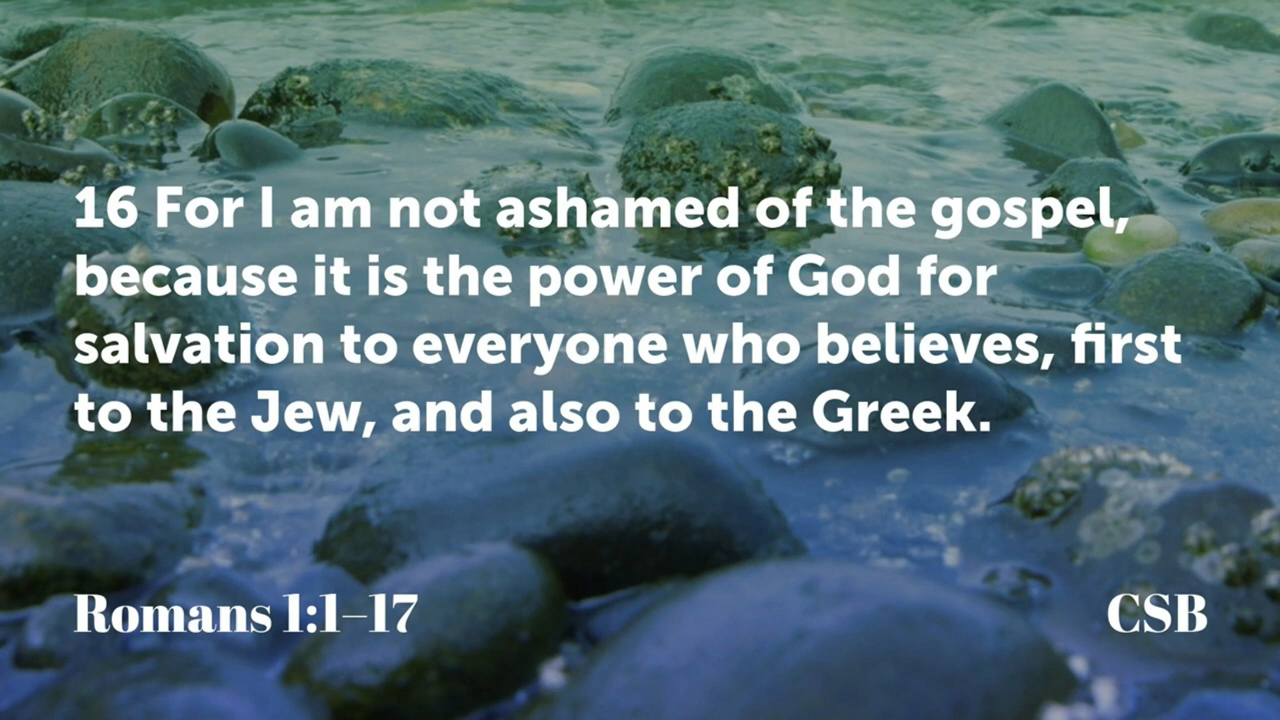 16 For I am not ashamed of the gospel,
because it is the power of God for
salvation to everyone who believes, first
to the Jew, and also to the Greek.
Romans 1:1–17
CSB